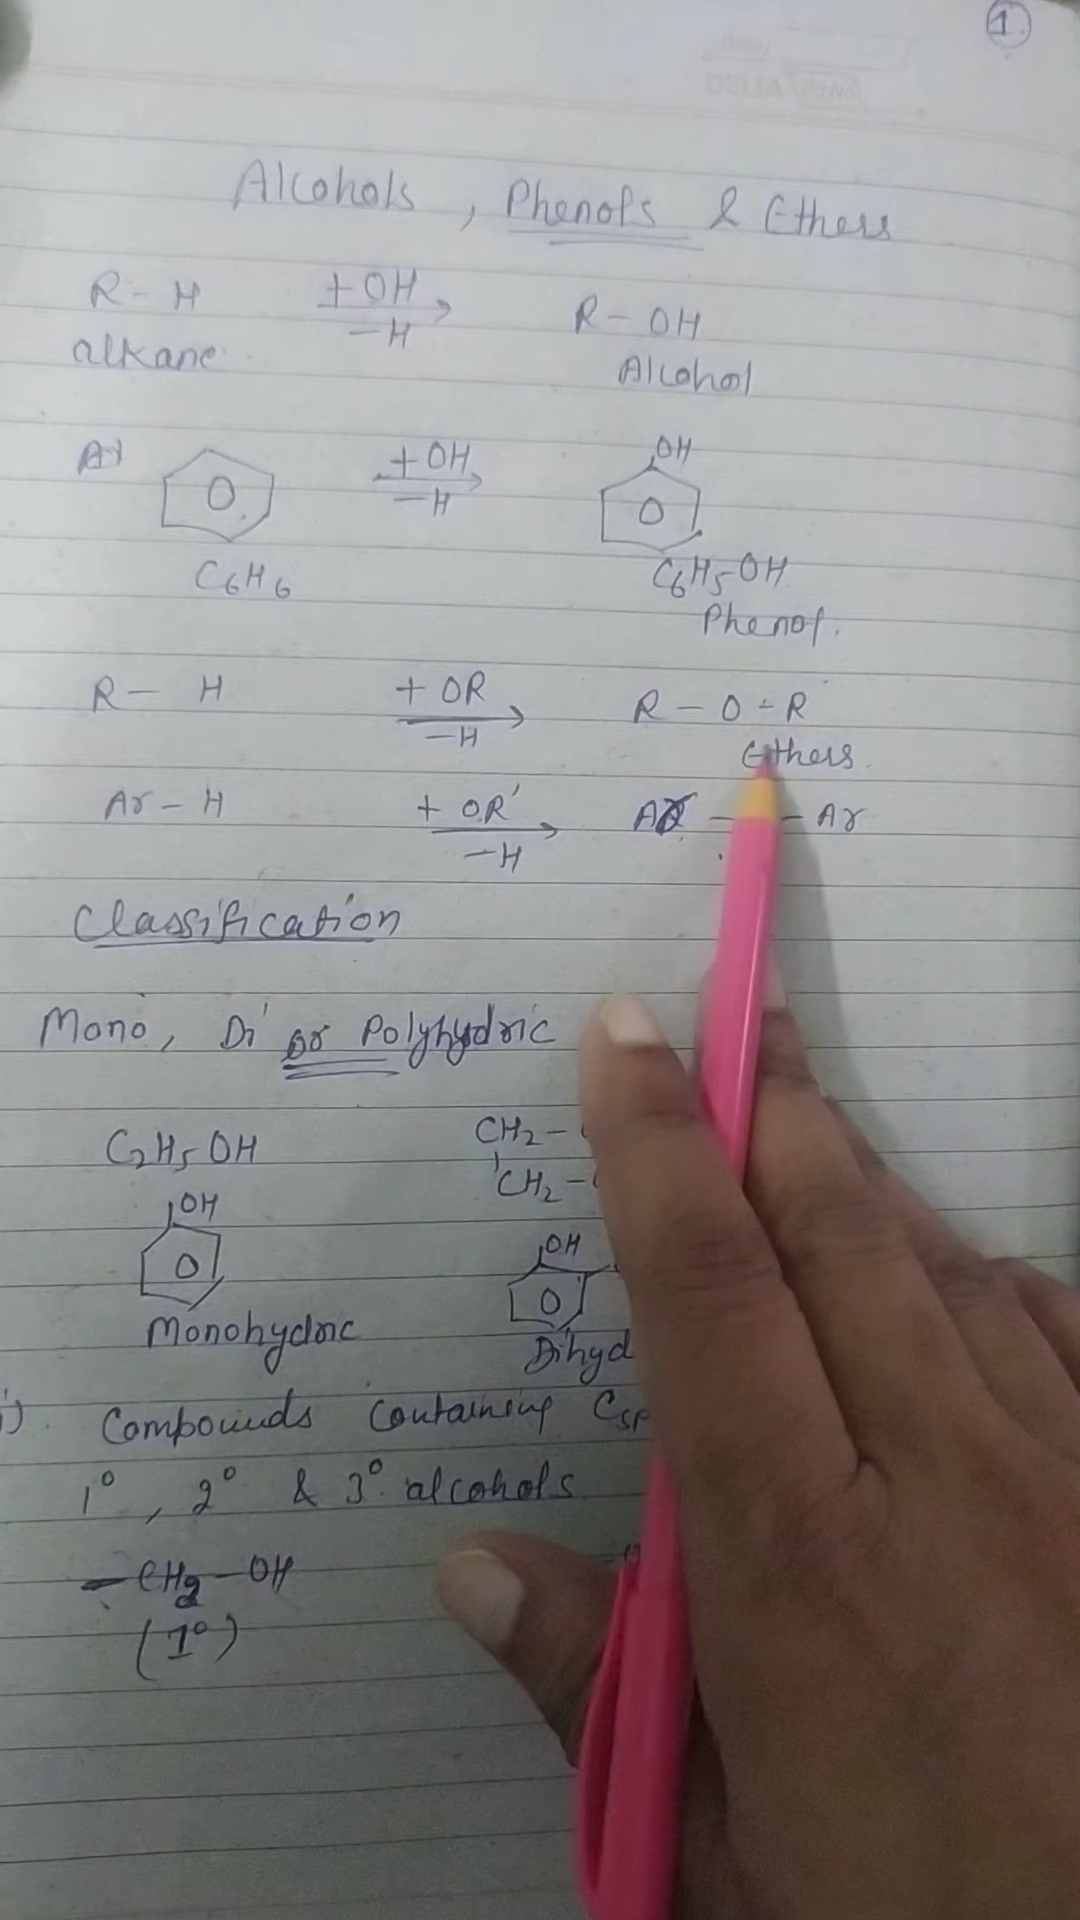 1
Alcohols, Phenols & Ethers
R - H +OH -H R - OH
alkane Alcohol
Ar +OH -H OH
C6H6 C6H5OH
Phenol.
R - H +OR -H R - O - R
Ethers.
Ar - H +OR' -H - Ar
Classification
Mono, Di or Polyhydric
C2H5OH CH2 -
CH2 -
OH OH
Monohydric Dihyd
i). Compounds containing Csp
1°, 2° & 3° alcohols
- CH2 - OH
(1°)